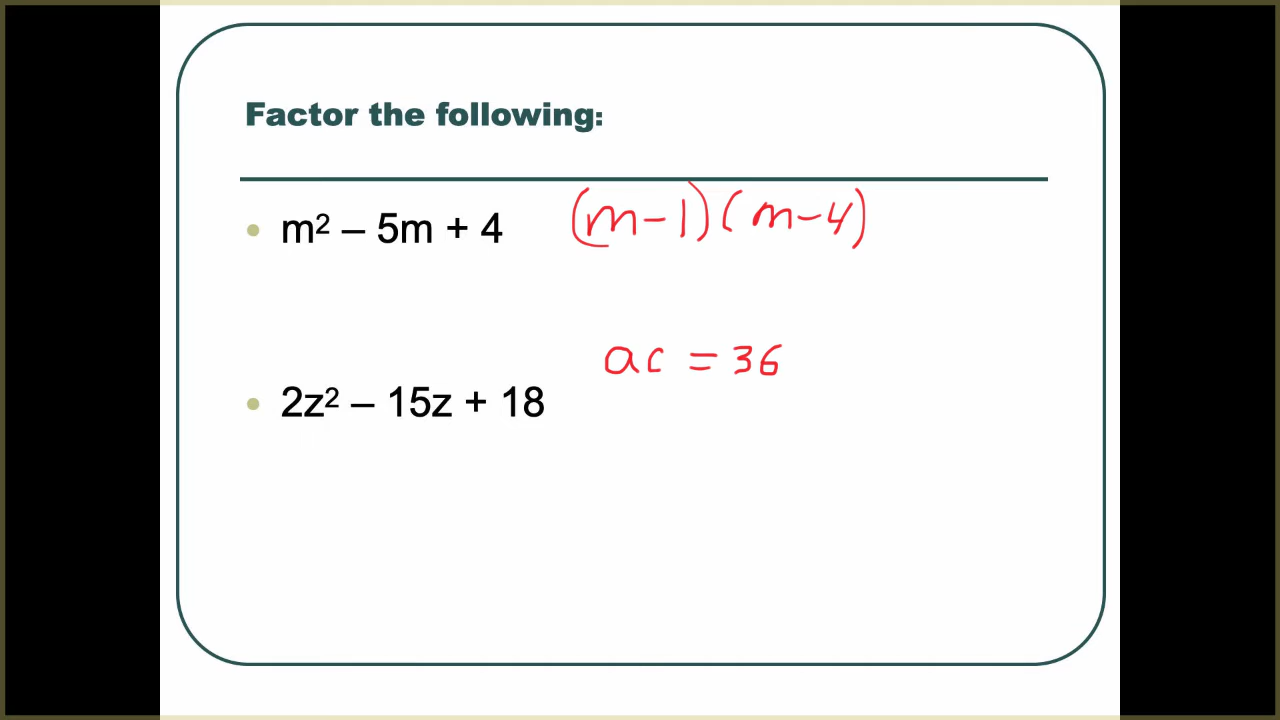 Factor the following:
• m² – 5m + 4 (m-1)(m-4)
ac = 36
• 2z² – 15z + 18